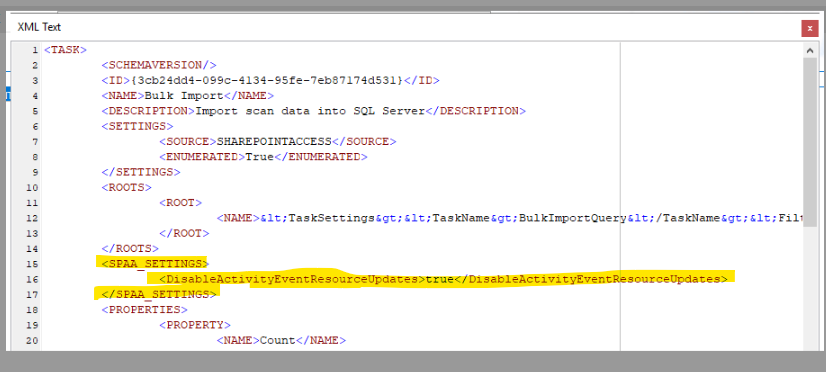 XML Text
x
1 <TASK>
2 <SCHEMAVERSION/>
3 <ID>{3cb24dd4-099c-4134-95fe-7eb87174d531}</ID>
4 <NAME>Bulk Import</NAME>
5 <DESCRIPTION>Import scan data into SQL Server</DESCRIPTION>
6 <SETTINGS>
7 <SOURCE>SHAREPOINTACCESS</SOURCE>
8 <ENUMERATED>True</ENUMERATED>
9 </SETTINGS>
10 <ROOTS>
11 <ROOT>
12 <NAME>&lt;TaskSettings&gt;&lt;TaskName&gt;BulkImportQuery&lt;/TaskName&gt;&lt;Filt
13 </ROOT>
14 </ROOTS>
15 <SPAA_SETTINGS>
16 <DisableActivityEventResourceUpdates>true</DisableActivityEventResourceUpdates>
17 </SPAA_SETTINGS>
18 <PROPERTIES>
19 <PROPERTY>
20 <NAME>Count</NAME>